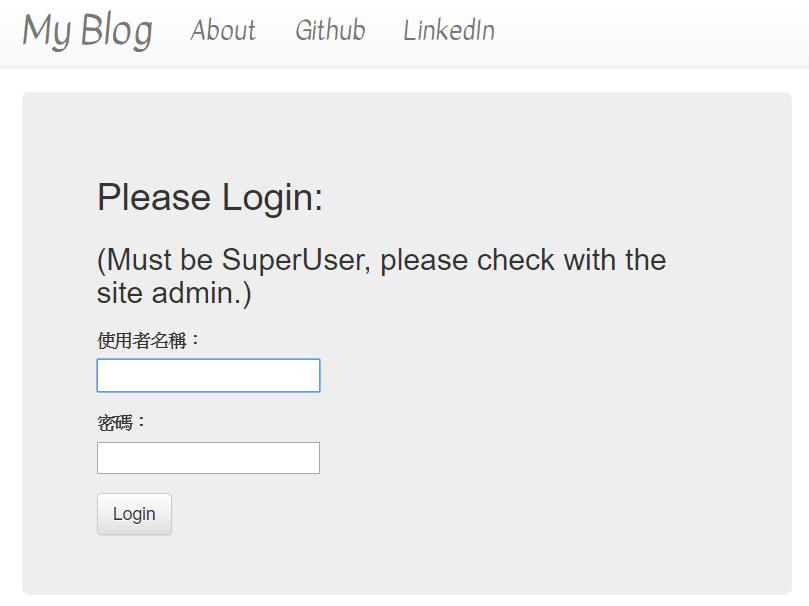 My Blog About Github LinkedIn
Please Login:
(Must be SuperUser, please check with the
site admin.)
使用者名稱：
密碼：
Login